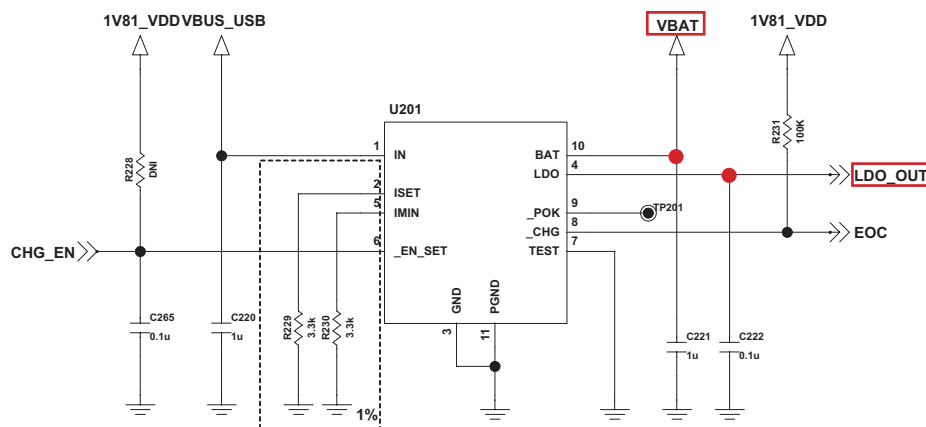 1V81_VDD
VBUS_USB
VBAT
1V81_VDD
U201
R228
DNI
R231
100K
1
IN
BAT
10
LDO
4
LDO_OUT
2
ISET
5
IMIN
_POK
9
TP201
_CHG
8
EOC
CHG_EN
6
_EN_SET
TEST
7
GND
PGND
3
11
C265
0.1u
C220
1u
R229
3.3k
R230
3.3k
C221
1u
C222
0.1u
1%